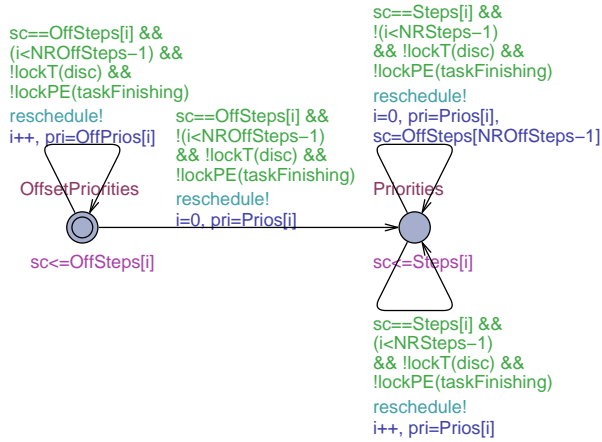 sc==OffSteps[i] &&
(i<NROffSteps−1) &&
!lockT(disc) &&
!lockPE(taskFinishing)
reschedule!
i++, pri=OffPrios[i]
OffsetPriorities
sc<=OffSteps[i]
sc==OffSteps[i] &&
!(i<NROffSteps−1)
&& !lockT(disc) &&
!lockPE(taskFinishing)
reschedule!
i=0, pri=Prios[i]
sc==Steps[i] &&
!(i<NRSteps−1)
&& !lockT(disc) &&
!lockPE(taskFinishing)
reschedule!
i=0, pri=Prios[i],
sc=OffSteps[NROffSteps−1]
Priorities
sc<=Steps[i]
sc==Steps[i] &&
(i<NRSteps−1)
&& !lockT(disc) &&
!lockPE(taskFinishing)
reschedule!
i++, pri=Prios[i]